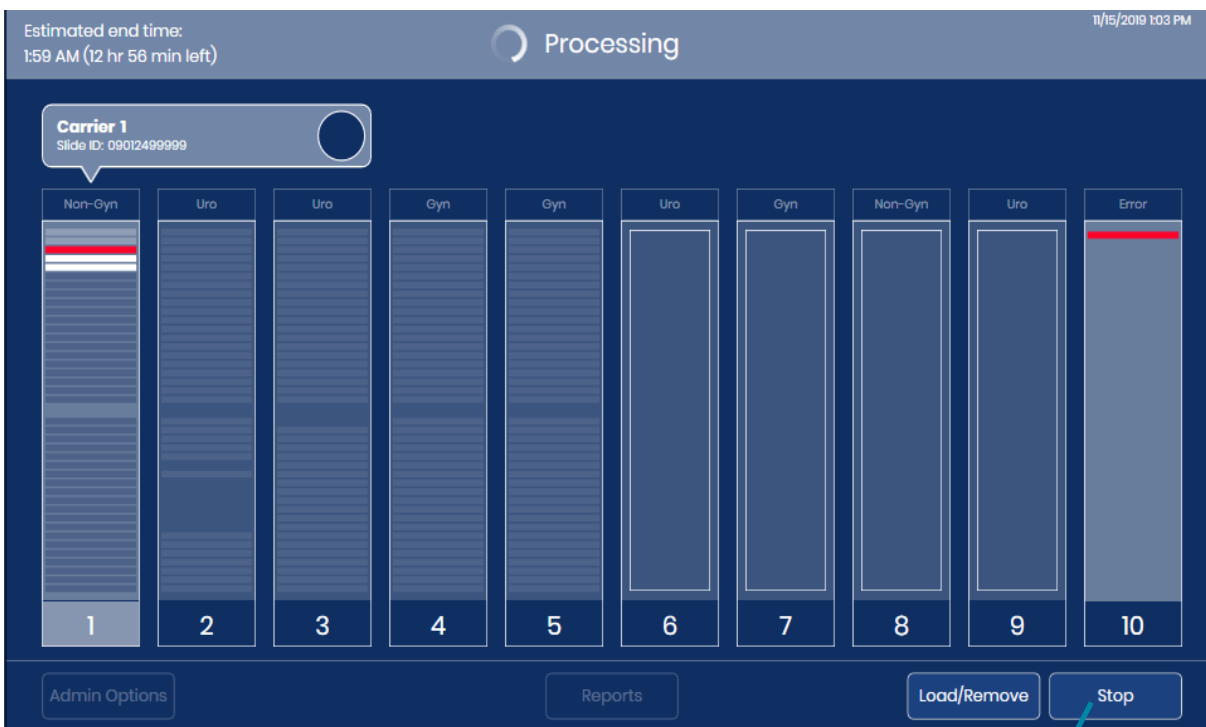 Estimated end time:
1:59 AM (12 hr 56 min left)
Processing
11/15/2019 1:03 PM
Carrier 1
Slide ID: 09012499999
Non-Gyn
Uro
Uro
Gyn
Gyn
Uro
Gyn
Non-Gyn
Uro
Error
1
2
3
4
5
6
7
8
9
10
Admin Options
Reports
Load/Remove
Stop